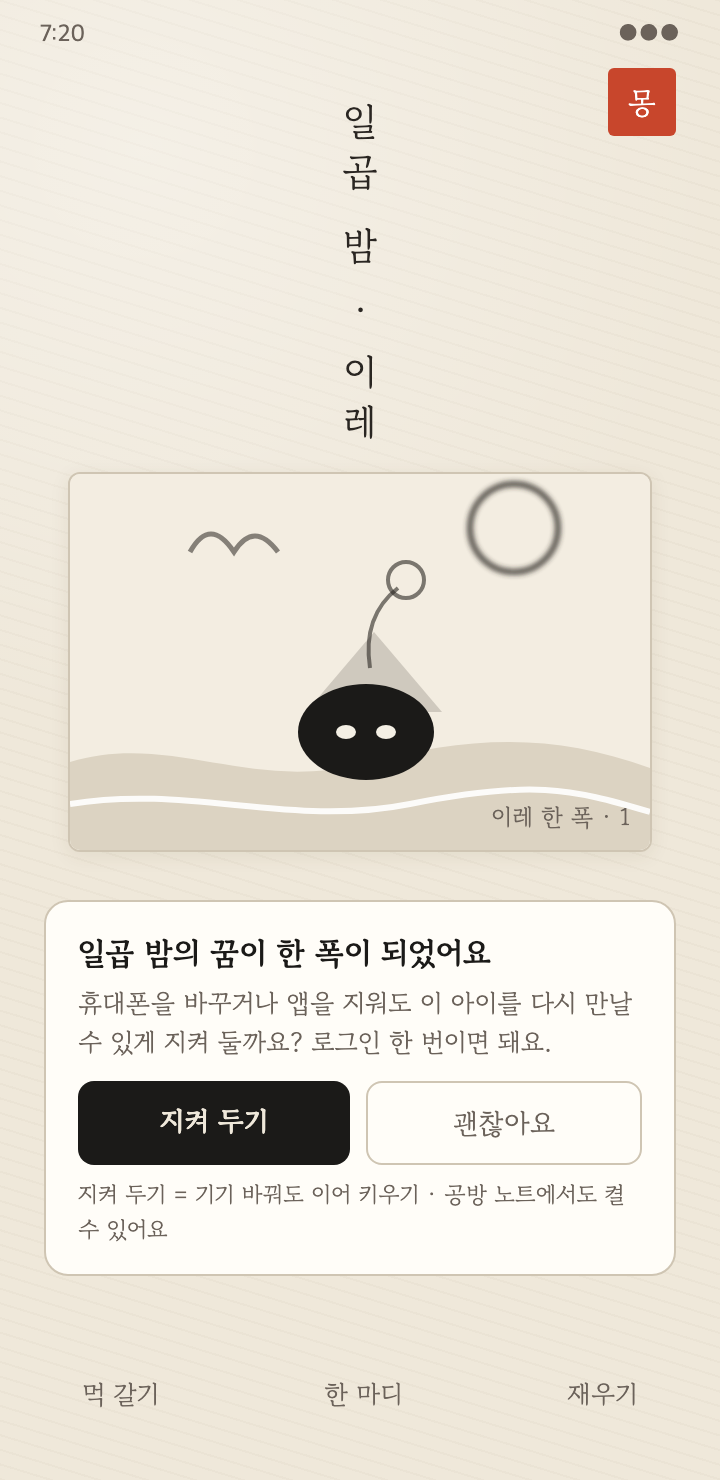 7:20
몽
일곱 밤 · 이레
이레 한 폭 · 1
일곱 밤의 꿈이 한 폭이 되었어요
휴대폰을 바꾸거나 앱을 지워도 이 아이를 다시 만날
수 있게 지켜 둘까요? 로그인 한 번이면 돼요.
지켜 두기
괜찮아요
지켜 두기 = 기기 바꿔도 이어 키우기 · 공방 노트에서도 켤
수 있어요
먹 갈기
한 마디
재우기